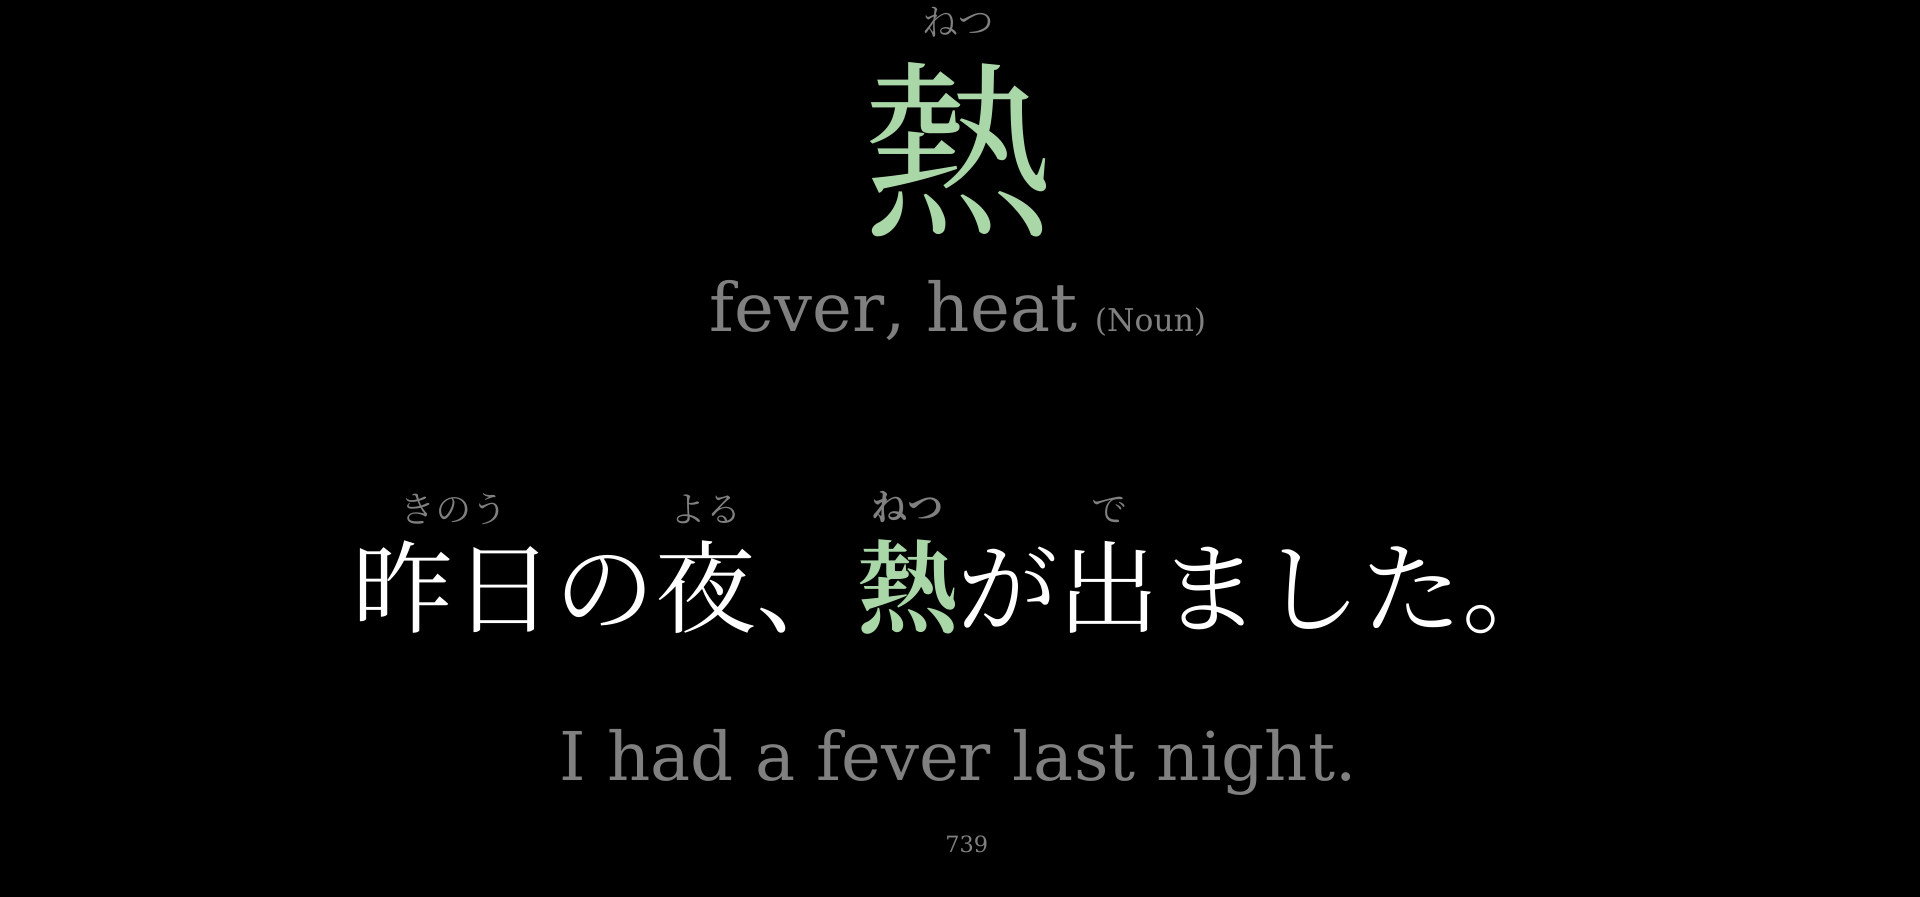 ねつ
熱
fever, heat (Noun)
きのう よる ねつ で
昨日の夜、熱が出ました。
I had a fever last night.
739